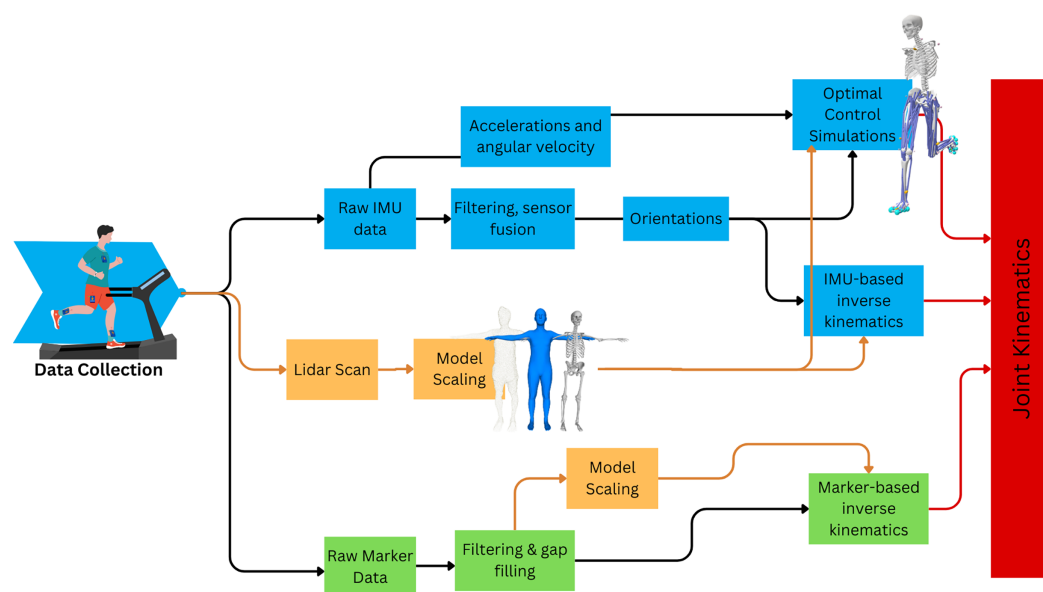 Optimal
Control
Simulations
Accelerations and
angular velocity
Raw IMU
data
Filtering, sensor
fusion
Orientations
IMU-based
inverse
kinematics
Data Collection
Lidar Scan
Model
Scaling
Model
Scaling
Marker-based
inverse
kinematics
Raw Marker
Data
Filtering & gap
filling
Joint Kinematics